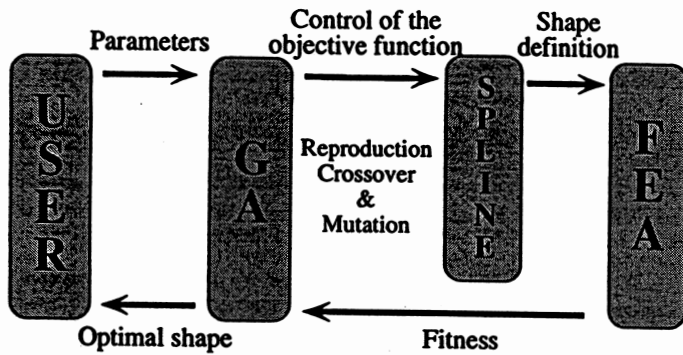 Parameters
Control of the
objective function
Shape
definition
USER
GA
Reproduction
Crossover
&
Mutation
SPLINE
FEA
Optimal shape
Fitness